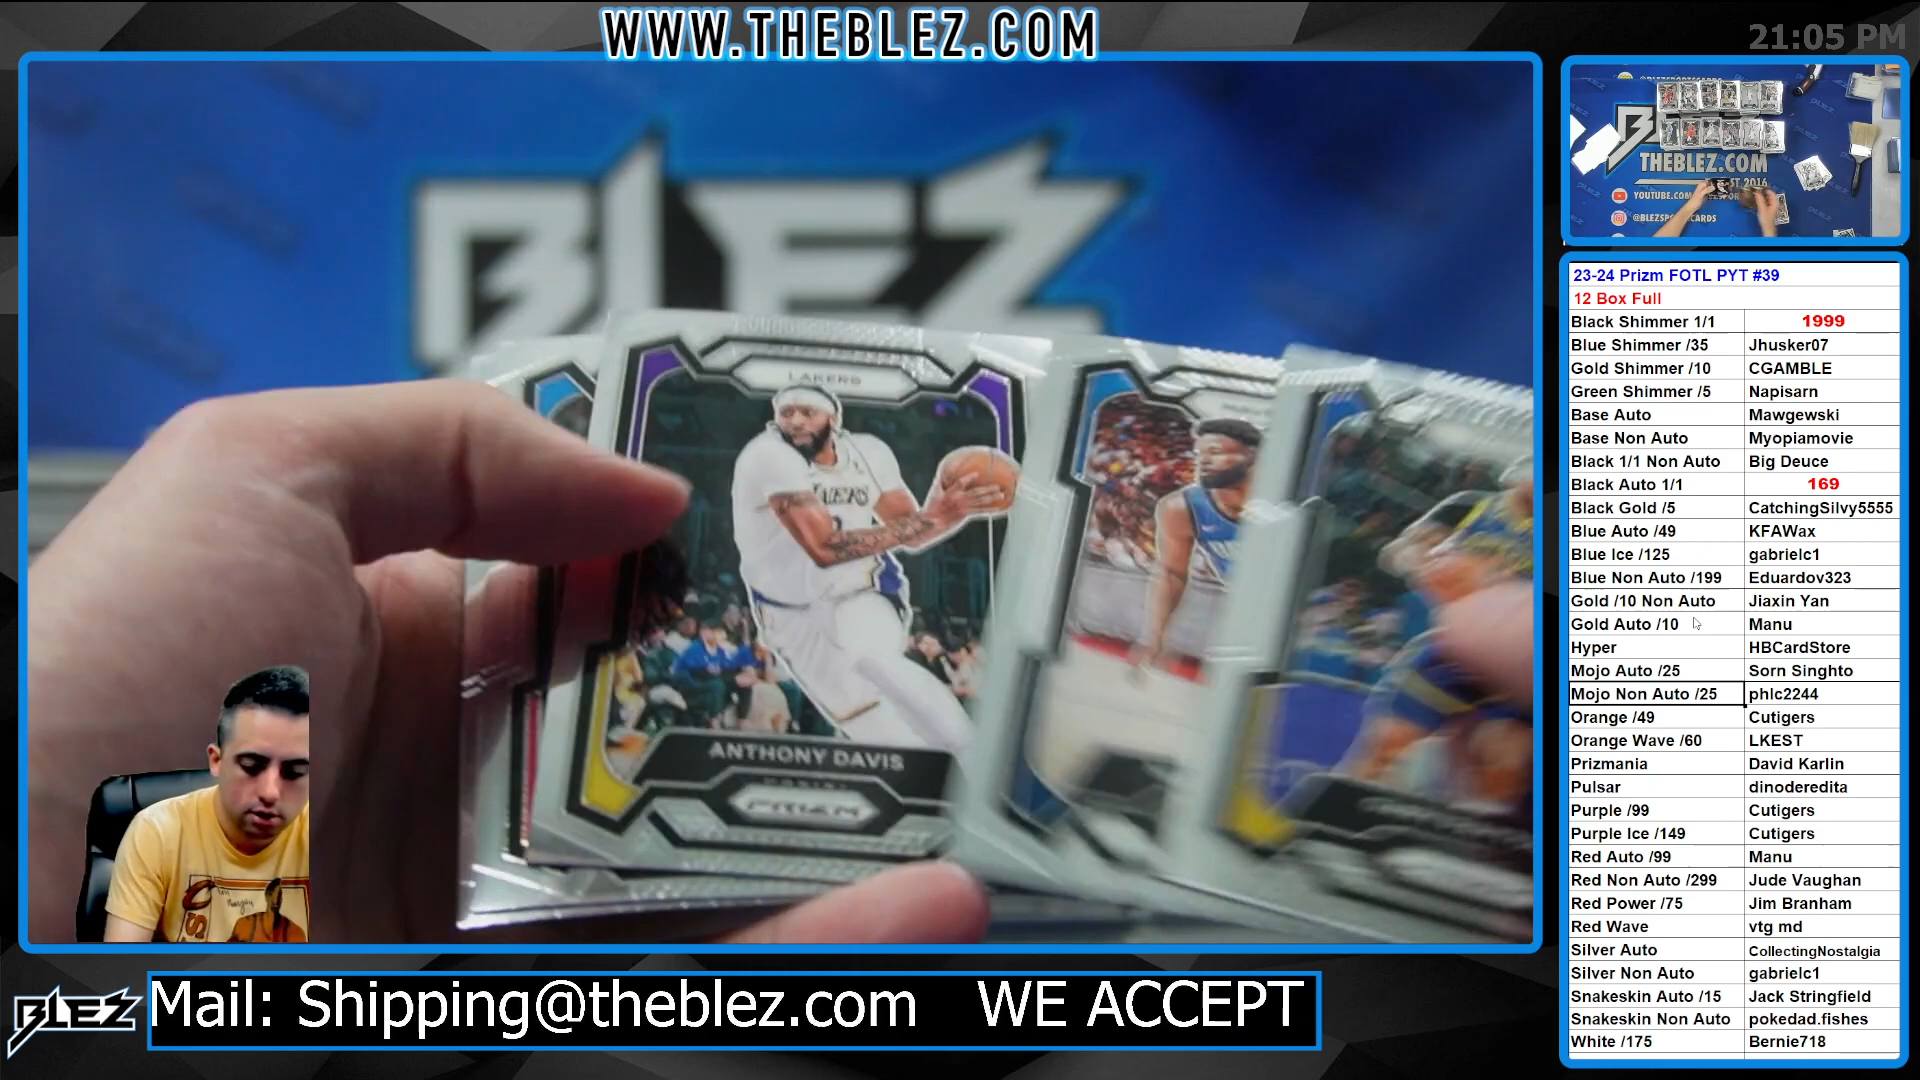 WWW.THEBLEZ.COM
21:05 PM
BLEZ
LAKERS
ANTHONY DAVIS
PANINI
PRIZM
THEBLEZ.COM
YOUTUBE.COM
@BLEZSPORTSCARDS
23-24 Prizm FOTL PYT #39
12 Box Full
Black Shimmer 1/1 1999
Blue Shimmer /35 Jhusker07
Gold Shimmer /10 CGAMBLE
Green Shimmer /5 Napisarn
Base Auto Mawgewski
Base Non Auto Myopiamovie
Black 1/1 Non Auto Big Deuce
Black Auto 1/1 169
Black Gold /5 CatchingSilvy5555
Blue Auto /49 KFAWax
Blue Ice /125 gabrielc1
Blue Non Auto /199 Eduardov323
Gold /10 Non Auto Jiaxin Yan
Gold Auto /10 Manu
Hyper HBCardStore
Mojo Auto /25 Sorn Singhto
Mojo Non Auto /25 phlc2244
Orange /49 Cutigers
Orange Wave /60 LKEST
Prizmania David Karlin
Pulsar dinoderedita
Purple /99 Cutigers
Purple Ice /149 Cutigers
Red Auto /99 Manu
Red Non Auto /299 Jude Vaughan
Red Power /75 Jim Branham
Red Wave vtg md
Silver Auto CollectingNostalgia
Silver Non Auto gabrielc1
Snakeskin Auto /15 Jack Stringfield
Snakeskin Non Auto pokedad.fishes
White /175 Bernie718
BLEZ
Mail: Shipping@theblez.com WE ACCEPT